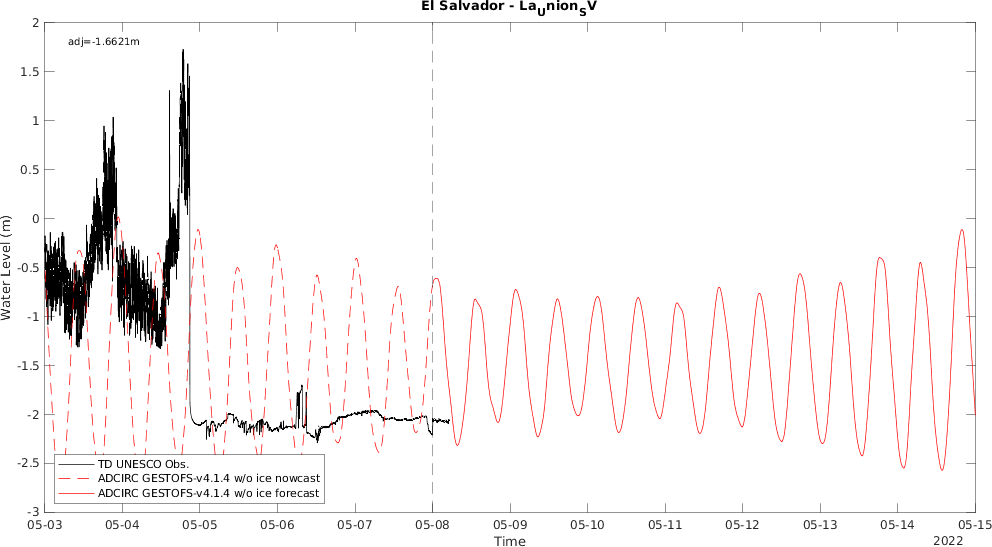 El Salvador - LaUnionSV
adj=-1.6621m
2
1.5
1
0.5
0
-0.5
-1
-1.5
-2
-2.5
-3
Water Level (m)
TD UNESCO Obs.
ADCIRC GESTOFS-v4.1.4 w/o ice nowcast
ADCIRC GESTOFS-v4.1.4 w/o ice forecast
05-03 05-04 05-05 05-06 05-07 05-08 05-09 05-10 05-11 05-12 05-13 05-14 05-15
Time
2022